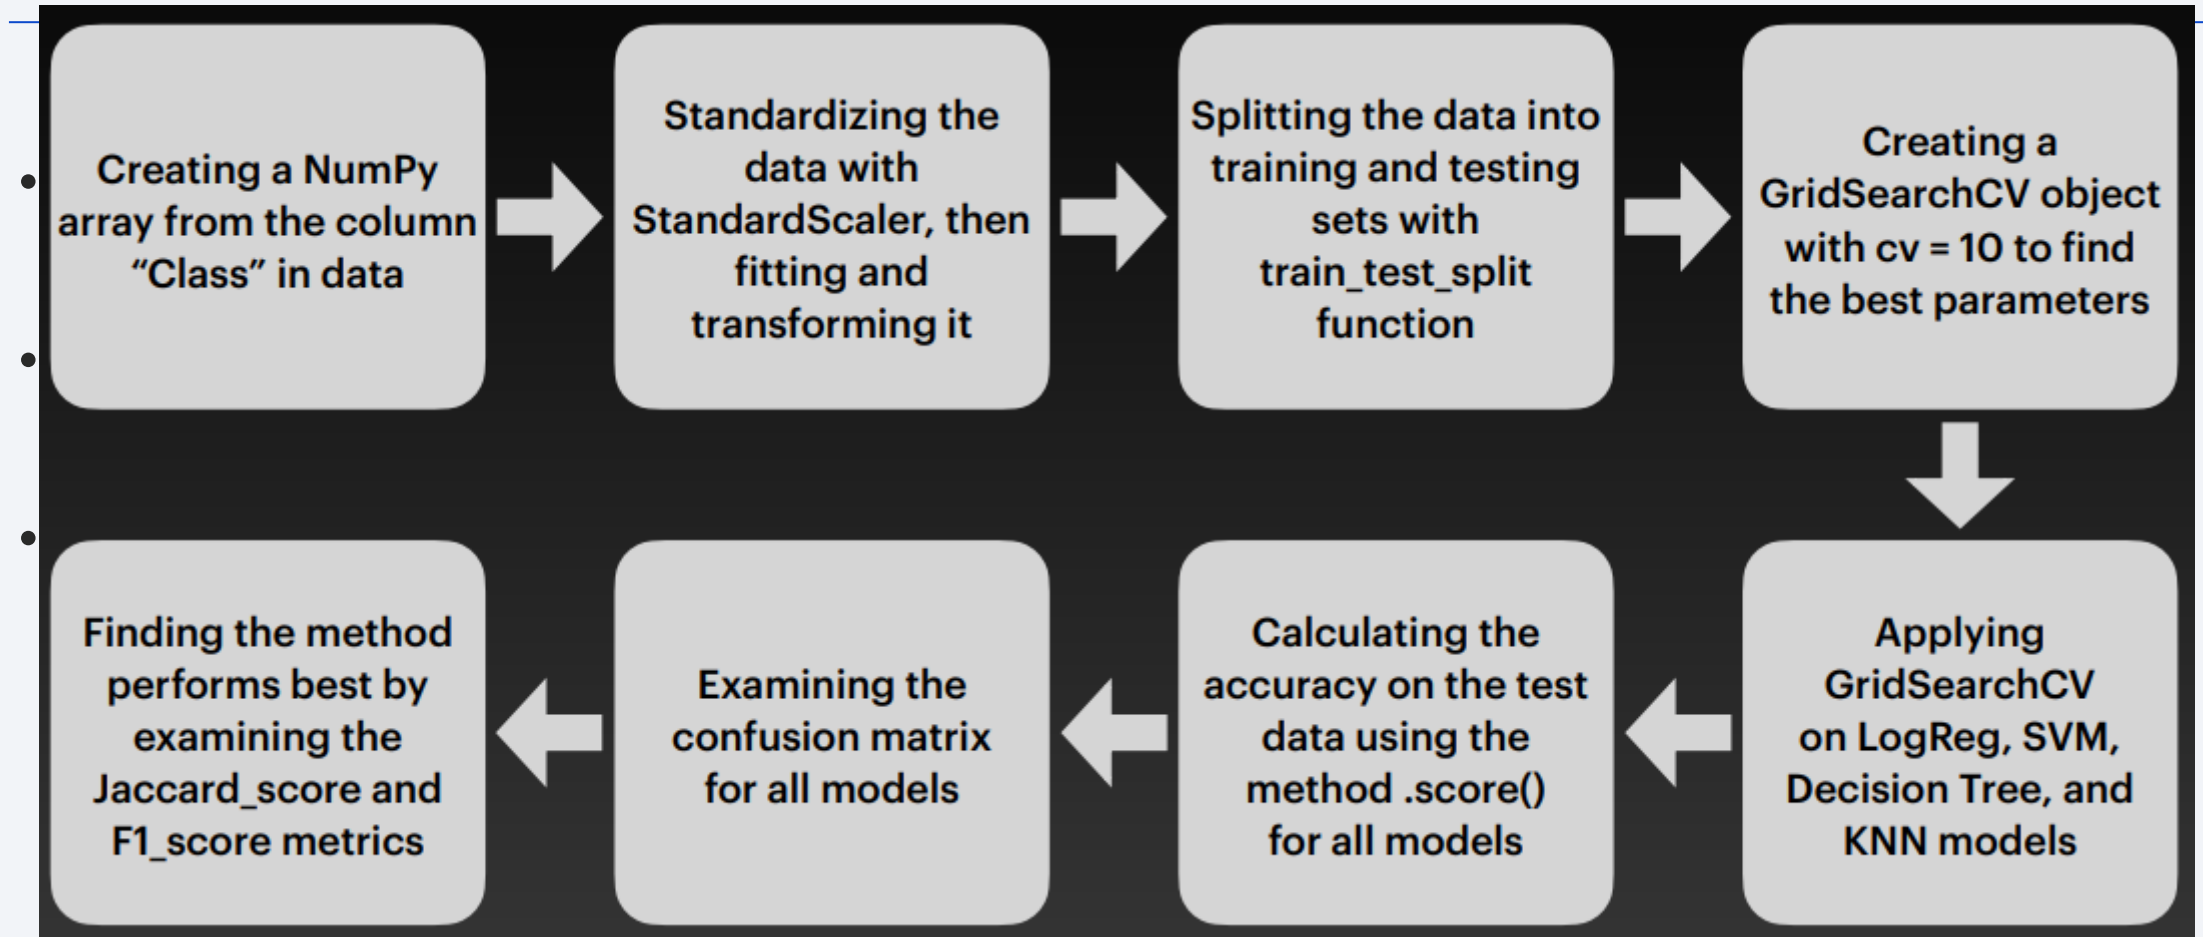 Creating a NumPy
array from the column
“Class” in data
Standardizing the
data with
StandardScaler, then
fitting and
transforming it
Splitting the data into
training and testing
sets with
train_test_split
function
Creating a
GridSearchCV object
with cv = 10 to find
the best parameters
Applying
GridSearchCV
on LogReg, SVM,
Decision Tree, and
KNN models
Calculating the
accuracy on the test
data using the
method .score()
for all models
Examining the
confusion matrix
for all models
Finding the method
performs best by
examining the
Jaccard_score and
F1_score metrics